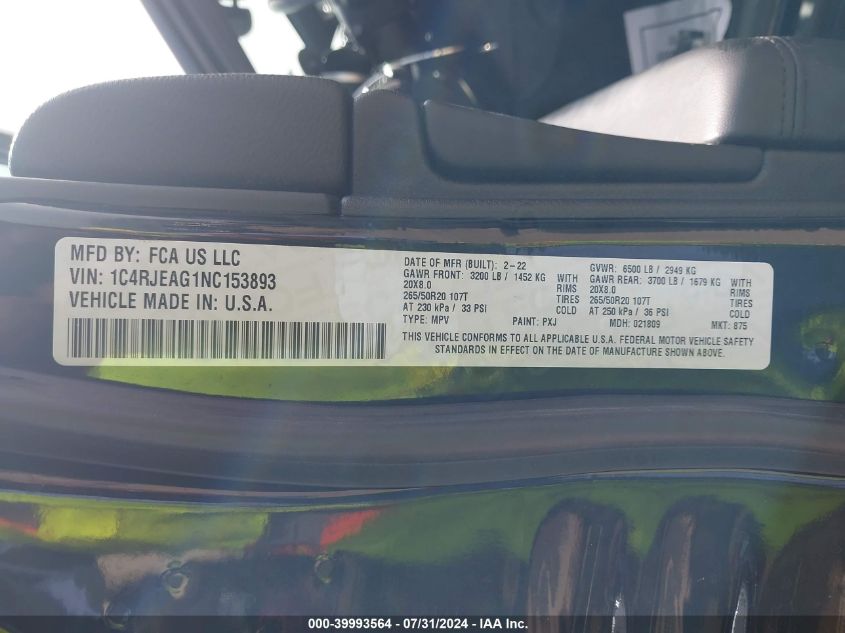 MFD BY: FCA US LLC
VIN: 1C4RJEAG1NC153893
VEHICLE MADE IN: U.S.A.
DATE OF MFR (BUILT): 2-22
GAWR FRONT: 3200 LB / 1452 KG WITH
20X8.0 RIMS
265/50R20 107T TIRES
AT 230 kPa / 33 PSI COLD
TYPE: MPV PAINT: PXJ
GVWR: 6500 LB / 2949 KG
GAWR REAR: 3700 LB / 1679 KG WITH
20X8.0 RIMS
265/50R20 107T TIRES
AT 250 kPa / 36 PSI COLD
MDH: 021809 MKT: 875
THIS VEHICLE CONFORMS TO ALL APPLICABLE U.S.A. FEDERAL MOTOR VEHICLE SAFETY
STANDARDS IN EFFECT ON THE DATE OF MANUFACTURE SHOWN ABOVE.
000-39993564 - 07/31/2024 - IAA Inc.